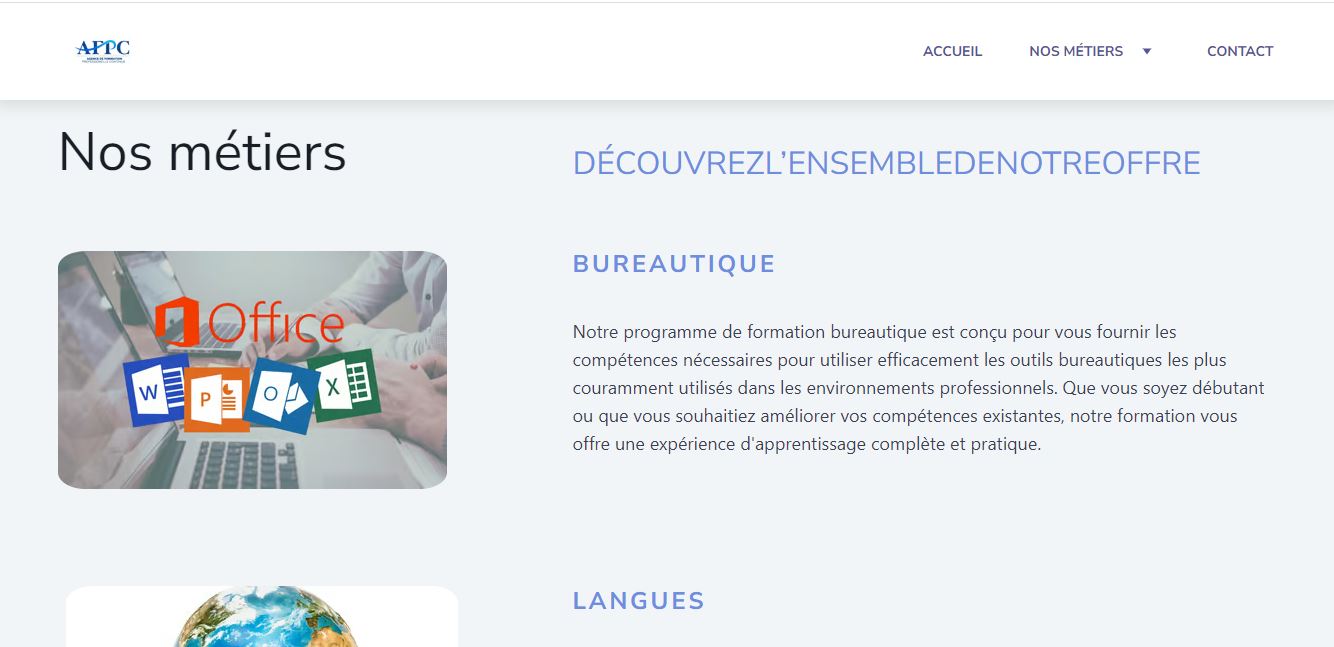 AFPC
AGENCE DE FORMATION
PROFESSIONNELLE CONTINUE
ACCUEIL
NOS MÉTIERS
CONTACT
Nos métiers
DÉCOUVREZL’ENSEMBLEDENOTREOFFRE
Office
W
P
O
X
BUREAUTIQUE
Notre programme de formation bureautique est conçu pour vous fournir les
compétences nécessaires pour utiliser efficacement les outils bureautiques les plus
couramment utilisés dans les environnements professionnels. Que vous soyez débutant
ou que vous souhaitiez améliorer vos compétences existantes, notre formation vous
offre une expérience d'apprentissage complète et pratique.
LANGUES